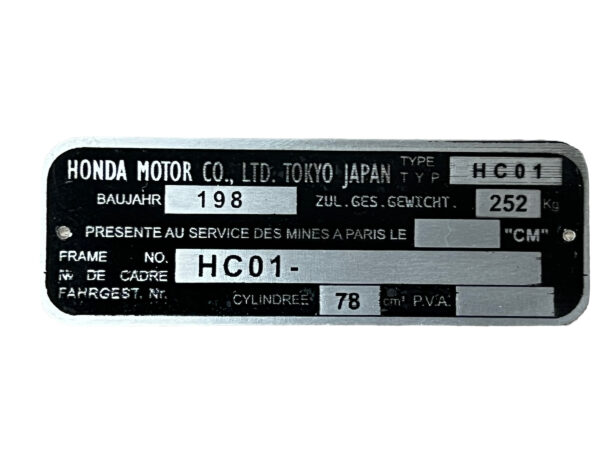 HONDA MOTOR CO., LTD. TOKYO JAPAN TYPE TYP HC01
BAUJAHR 198 ZUL.GES.GEWICHT. 252 Kg
PRESENTE AU SERVICE DES MINES A PARIS LE "CM"
FRAME NO.
Nº DE CADRE HC01-
FAHRGEST. Nr. CYLINDREE 78 cm³ P.V.A.